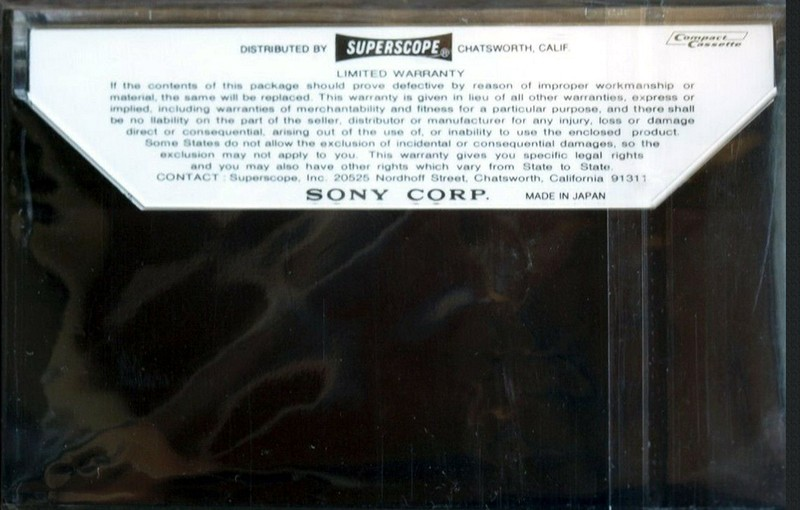 DISTRIBUTED BY SUPERSCOPE® CHATSWORTH, CALIF.
Compact Cassette
LIMITED WARRANTY
If the contents of this package should prove defective by reason of improper workmanship or
material, the same will be replaced. This warranty is given in lieu of all other warranties, express or
implied, including warranties of merchantability and fitness for a particular purpose, and there shall
be no liability on the part of the seller, distributor or manufacturer for any injury, loss or damage
direct or consequential, arising out of the use of, or inability to use the enclosed product.
Some States do not allow the exclusion of incidental or consequential damages, so the
exclusion may not apply to you. This warranty gives you specific legal rights
and you may also have other rights which vary from State to State.
CONTACT : Superscope, Inc. 20525 Nordhoff Street, Chatsworth, California 91311
SONY CORP. MADE IN JAPAN